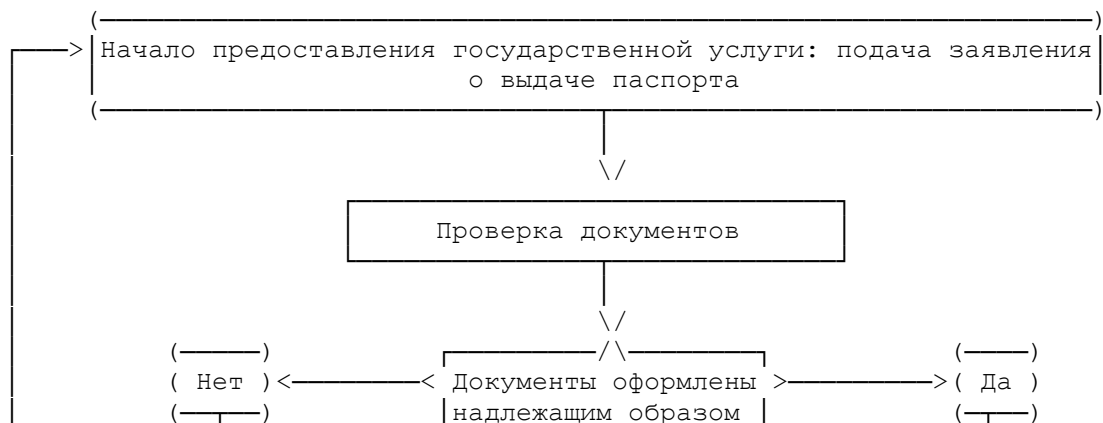 Начало предоставления государственной услуги: подача заявления
о выдаче паспорта
Проверка документов
Нет
Документы оформлены
Да
надлежащим образом